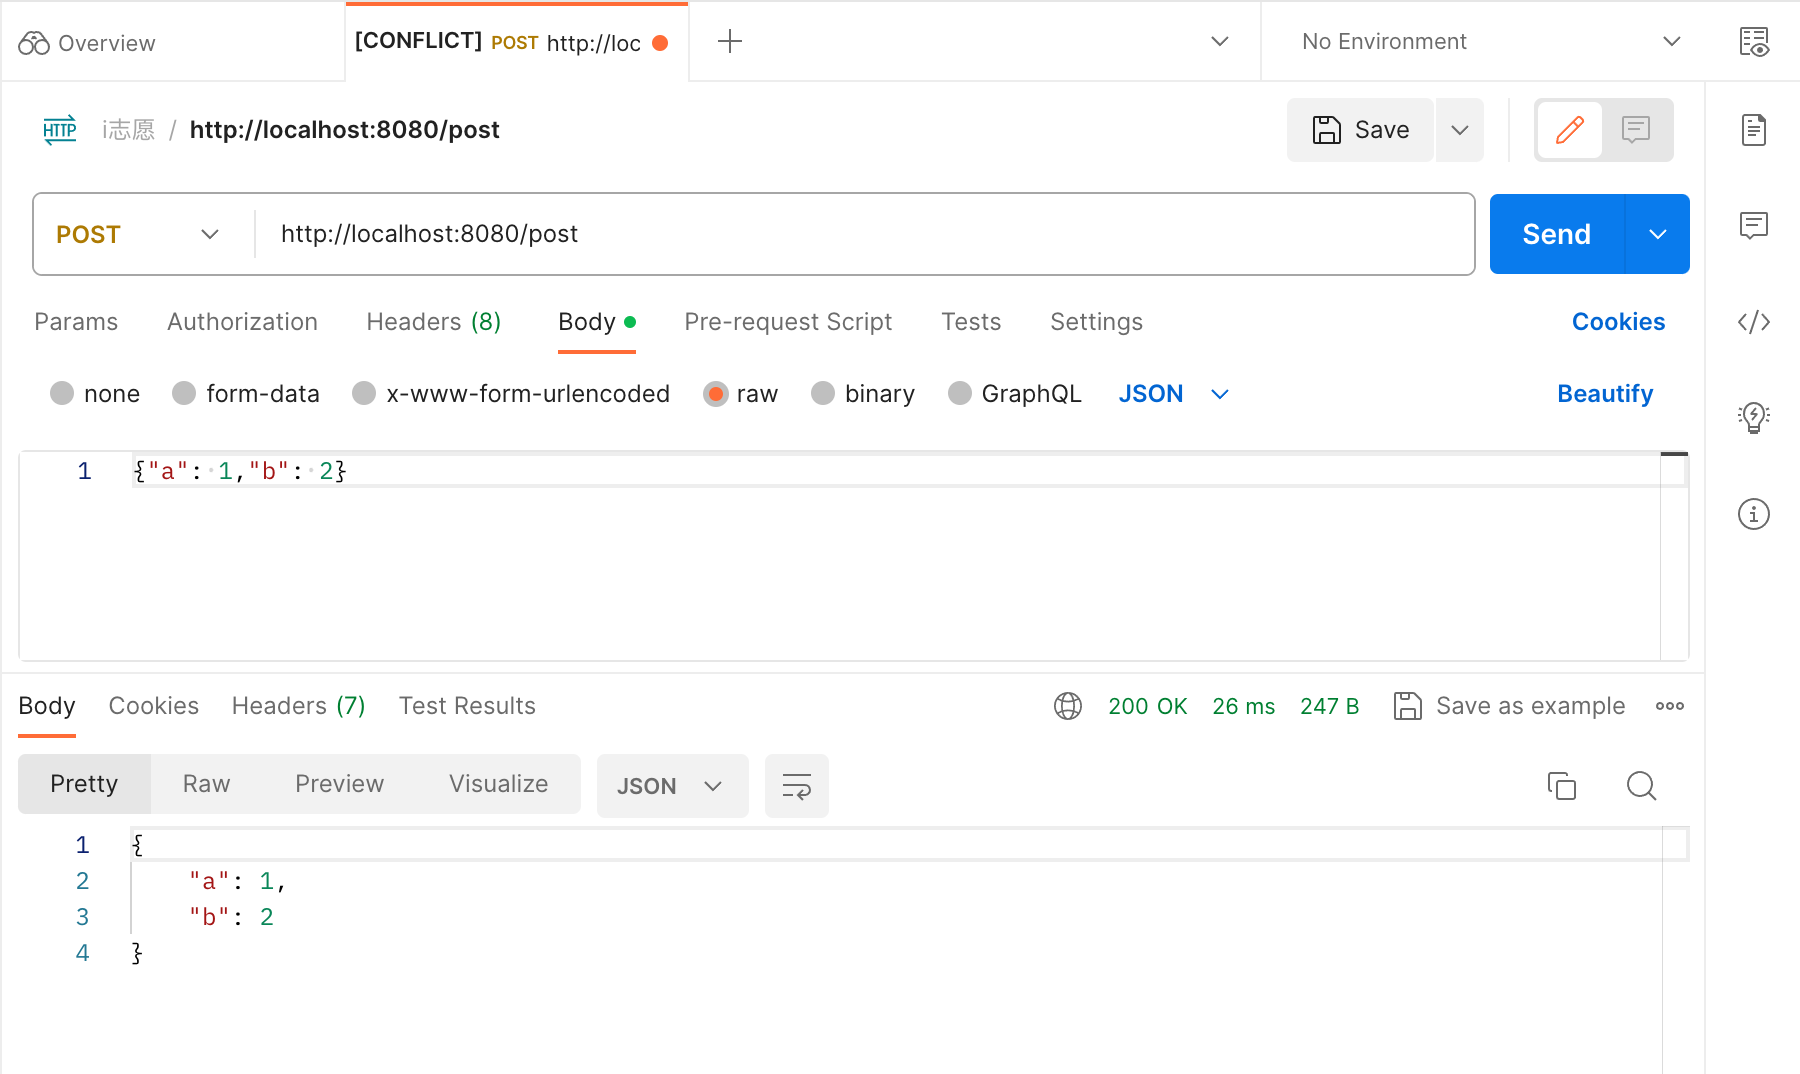 Overview [CONFLICT] POST http://loc No Environment
HTTP i志愿 / http://localhost:8080/post Save
POST http://localhost:8080/post Send
Params Authorization Headers (8) Body Pre-request Script Tests Settings Cookies
none form-data x-www-form-urlencoded raw binary GraphQL JSON Beautify
1 {"a": 1,"b": 2}
Body Cookies Headers (7) Test Results 200 OK 26 ms 247 B Save as example
Pretty Raw Preview Visualize JSON
1 {
2 "a": 1,
3 "b": 2
4 }